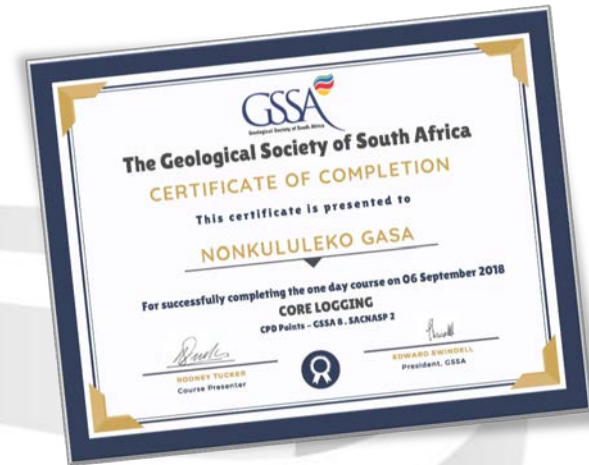 GSSA
Geological Society of South Africa
The Geological Society of South Africa
CERTIFICATE OF COMPLETION
This certificate is presented to
NONKULULEKO GASA
For successfully completing the one day course on 06 September 2018
CORE LOGGING
CPD Points - GSSA 8, SACNASP 2
RODNEY TUCKER
Course Presenter
EDWARD SWINDELL
President, GSSA